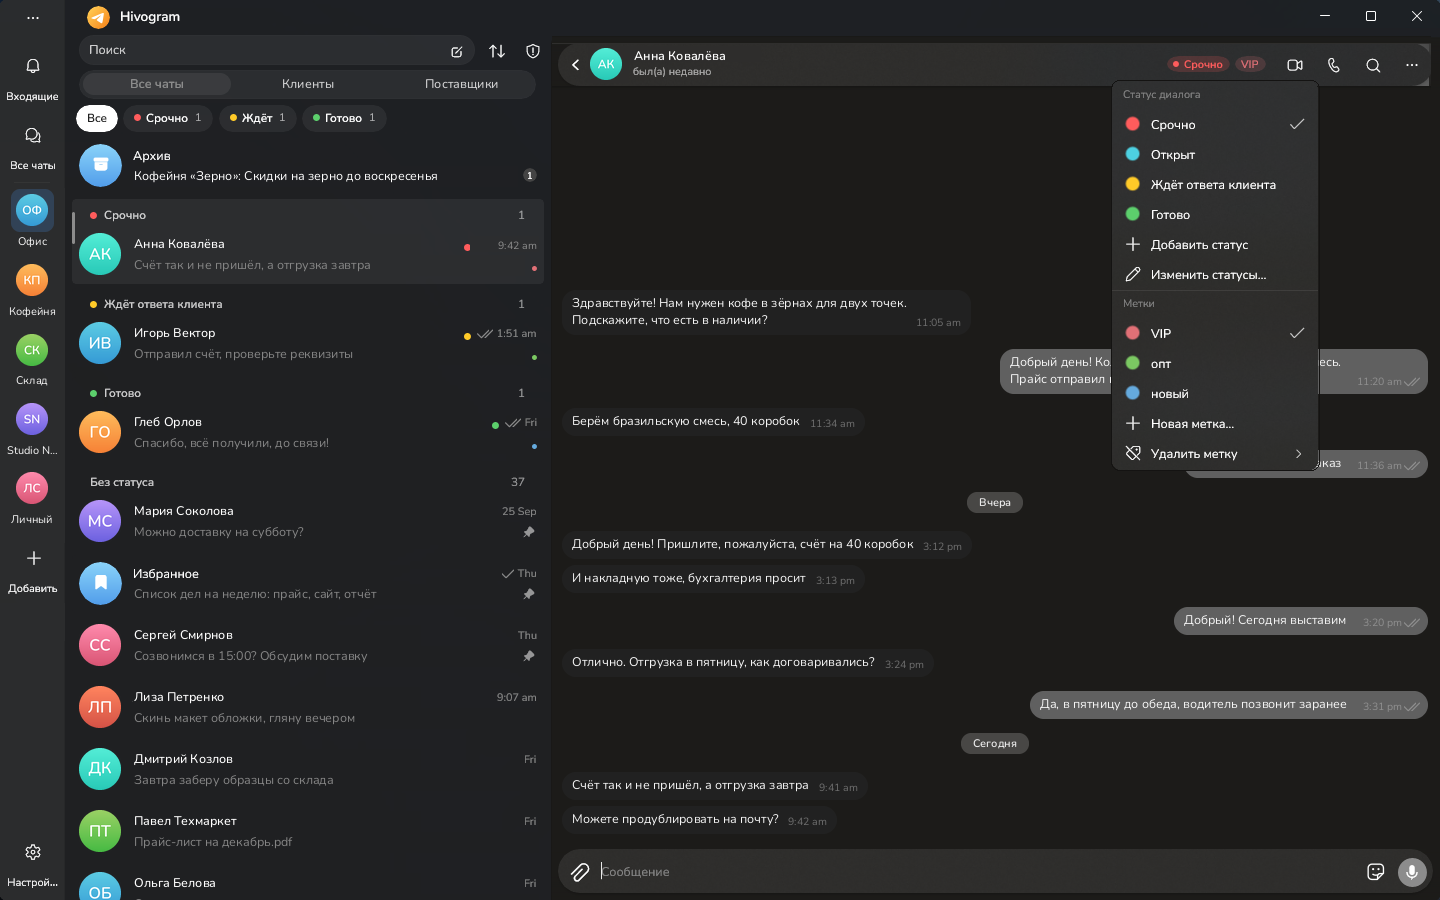 Hivogram
Входящие
Все чаты
ОФ
Офис
КП
Кофейня
СК
Склад
SN
Studio N...
ЛС
Личный
Добавить
Настрой...
Поиск
Все чаты
Клиенты
Поставщики
Все
Срочно 1
Ждёт 1
Готово 1
Архив
Кофейня «Зерно»: Скидки на зерно до воскресенья 1
Срочно 1
АК
Анна Ковалёва 9:42 am
Счёт так и не пришёл, а отгрузка завтра
Ждёт ответа клиента 1
ИВ
Игорь Вектор 1:51 am
Отправил счёт, проверьте реквизиты
Готово 1
ГО
Глеб Орлов Fri
Спасибо, всё получили, до связи!
Без статуса 37
МС
Мария Соколова 25 Sep
Можно доставку на субботу?
Избранное Thu
Список дел на неделю: прайс, сайт, отчёт
СС
Сергей Смирнов Thu
Созвонимся в 15:00? Обсудим поставку
ЛП
Лиза Петренко 9:07 am
Скинь макет обложки, гляну вечером
ДК
Дмитрий Козлов Fri
Завтра заберу образцы со склада
ПТ
Павел Техмаркет Fri
Прайс-лист на декабрь.pdf
ОБ
Ольга Белова Fri
АК
Анна Ковалёва
был(а) недавно
Срочно
VIP
Статус диалога
Срочно
Открыт
Ждёт ответа клиента
Готово
Добавить статус
Изменить статусы...
Метки
VIP
опт
новый
Новая метка...
Удалить метку
Здравствуйте! Нам нужен кофе в зёрнах для двух точек.
Подскажите, что есть в наличии? 11:05 am
Добрый день!
Прайс отправил 11:20 am
Берём бразильскую смесь, 40 коробок 11:34 am
11:36 am
Вчера
Добрый день! Пришлите, пожалуйста, счёт на 40 коробок 3:12 pm
И накладную тоже, бухгалтерия просит 3:13 pm
Добрый! Сегодня выставим 3:20 pm
Отлично. Отгрузка в пятницу, как договаривались? 3:24 pm
Да, в пятницу до обеда, водитель позвонит заранее 3:31 pm
Сегодня
Счёт так и не пришёл, а отгрузка завтра 9:41 am
Можете продублировать на почту? 9:42 am
Сообщение